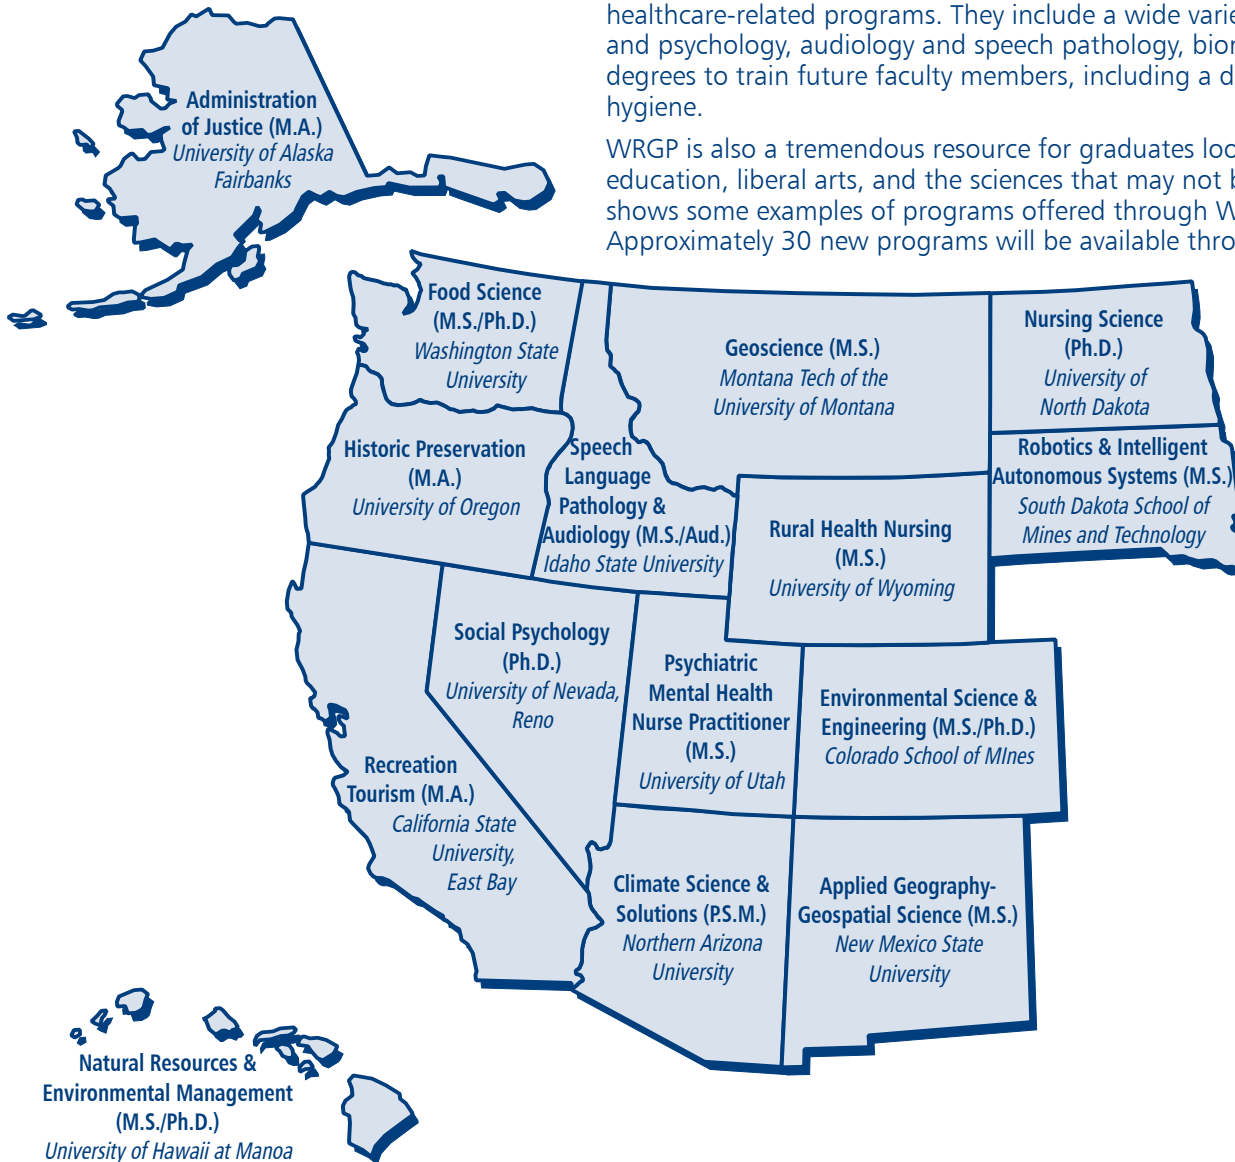 healthcare-related programs. They include a wide varie
and psychology, audiology and speech pathology, bior
degrees to train future faculty members, including a d
hygiene.
WRGP is also a tremendous resource for graduates loo
education, liberal arts, and the sciences that may not b
shows some examples of programs offered through W
Approximately 30 new programs will be available thro
Administration
of Justice (M.A.)
University of Alaska
Fairbanks
Food Science
(M.S./Ph.D.)
Washington State
University
Geoscience (M.S.)
Montana Tech of the
University of Montana
Nursing Science
(Ph.D.)
University of
North Dakota
Historic Preservation
(M.A.)
University of Oregon
Speech
Language
Pathology &
Audiology (M.S./Aud.)
Idaho State University
Robotics & Intelligent
Autonomous Systems (M.S.)
South Dakota School of
Mines and Technology
Rural Health Nursing
(M.S.)
University of Wyoming
Social Psychology
(Ph.D.)
University of Nevada,
Reno
Psychiatric
Mental Health
Nurse Practitioner
(M.S.)
University of Utah
Environmental Science &
Engineering (M.S./Ph.D.)
Colorado School of MInes
Recreation
Tourism (M.A.)
California State
University,
East Bay
Climate Science &
Solutions (P.S.M.)
Northern Arizona
University
Applied Geography-
Geospatial Science (M.S.)
New Mexico State
University
Natural Resources &
Environmental Management
(M.S./Ph.D.)
University of Hawaii at Manoa